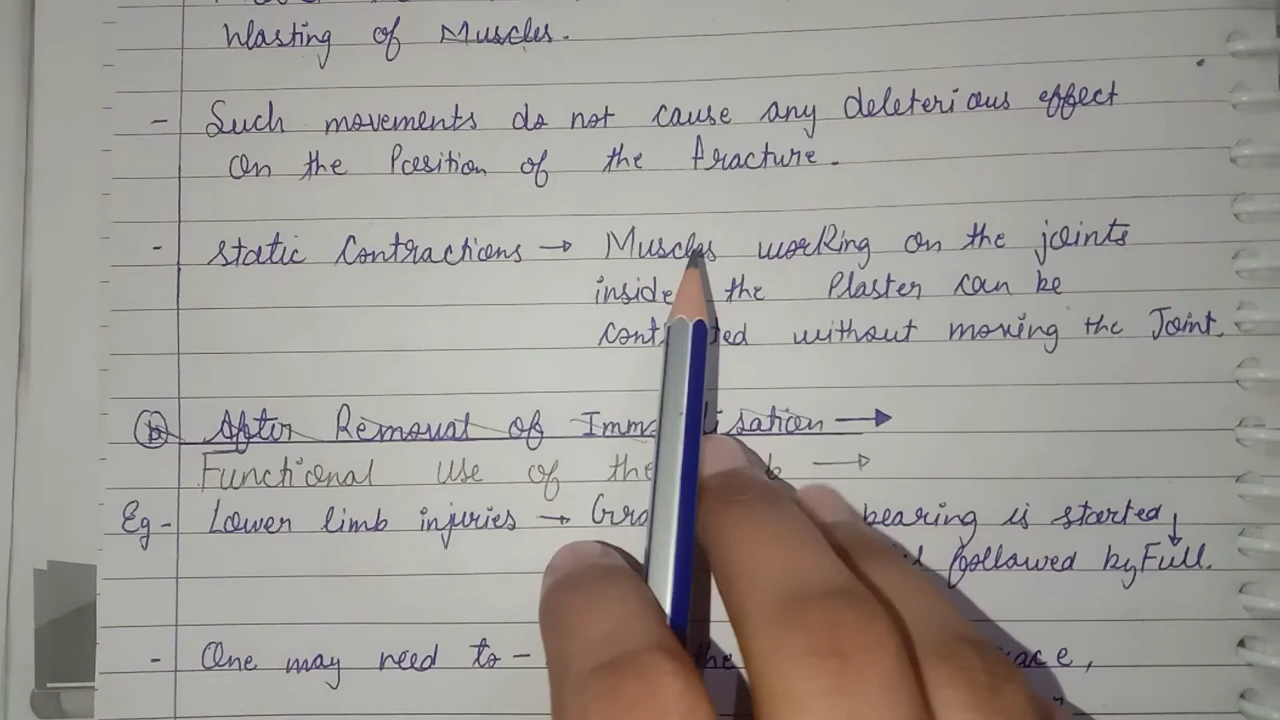 Wasting of Muscles.
- Such movements do not cause any deleterious effect
on the Position of the fracture.
- Static Contractions → Muscles working on the joints
inside the Plaster can be
without moving the Joint.
(b) After Removal of →
Functional use of the →
Eg - Lower limb injuries → bearing is started ↓
followed by Full.
- One may need to -